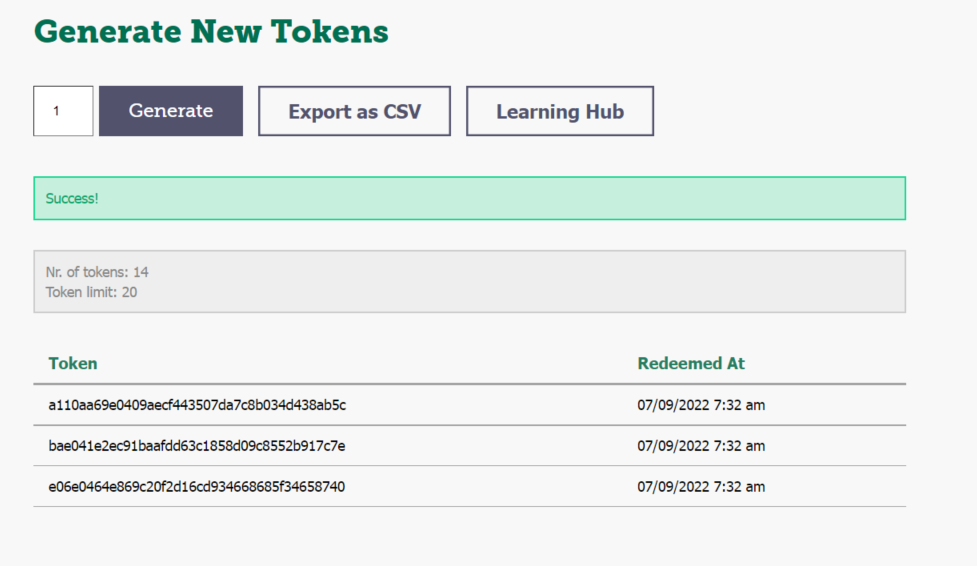 Generate New Tokens
1 Generate Export as CSV Learning Hub
Success!
Nr. of tokens: 14
Token limit: 20
Token Redeemed At
a110aa69e0409aecf443507da7c8b034d438ab5c 07/09/2022 7:32 am
bae041e2ec91baafdd63c1858d09c8552b917c7e 07/09/2022 7:32 am
e06e0464e869c20f2d16cd934668685f34658740 07/09/2022 7:32 am